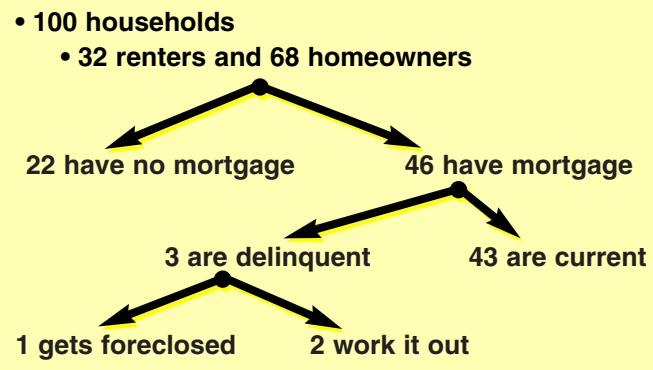 • 100 households
• 32 renters and 68 homeowners
22 have no mortgage 46 have mortgage
3 are delinquent 43 are current
1 gets foreclosed 2 work it out